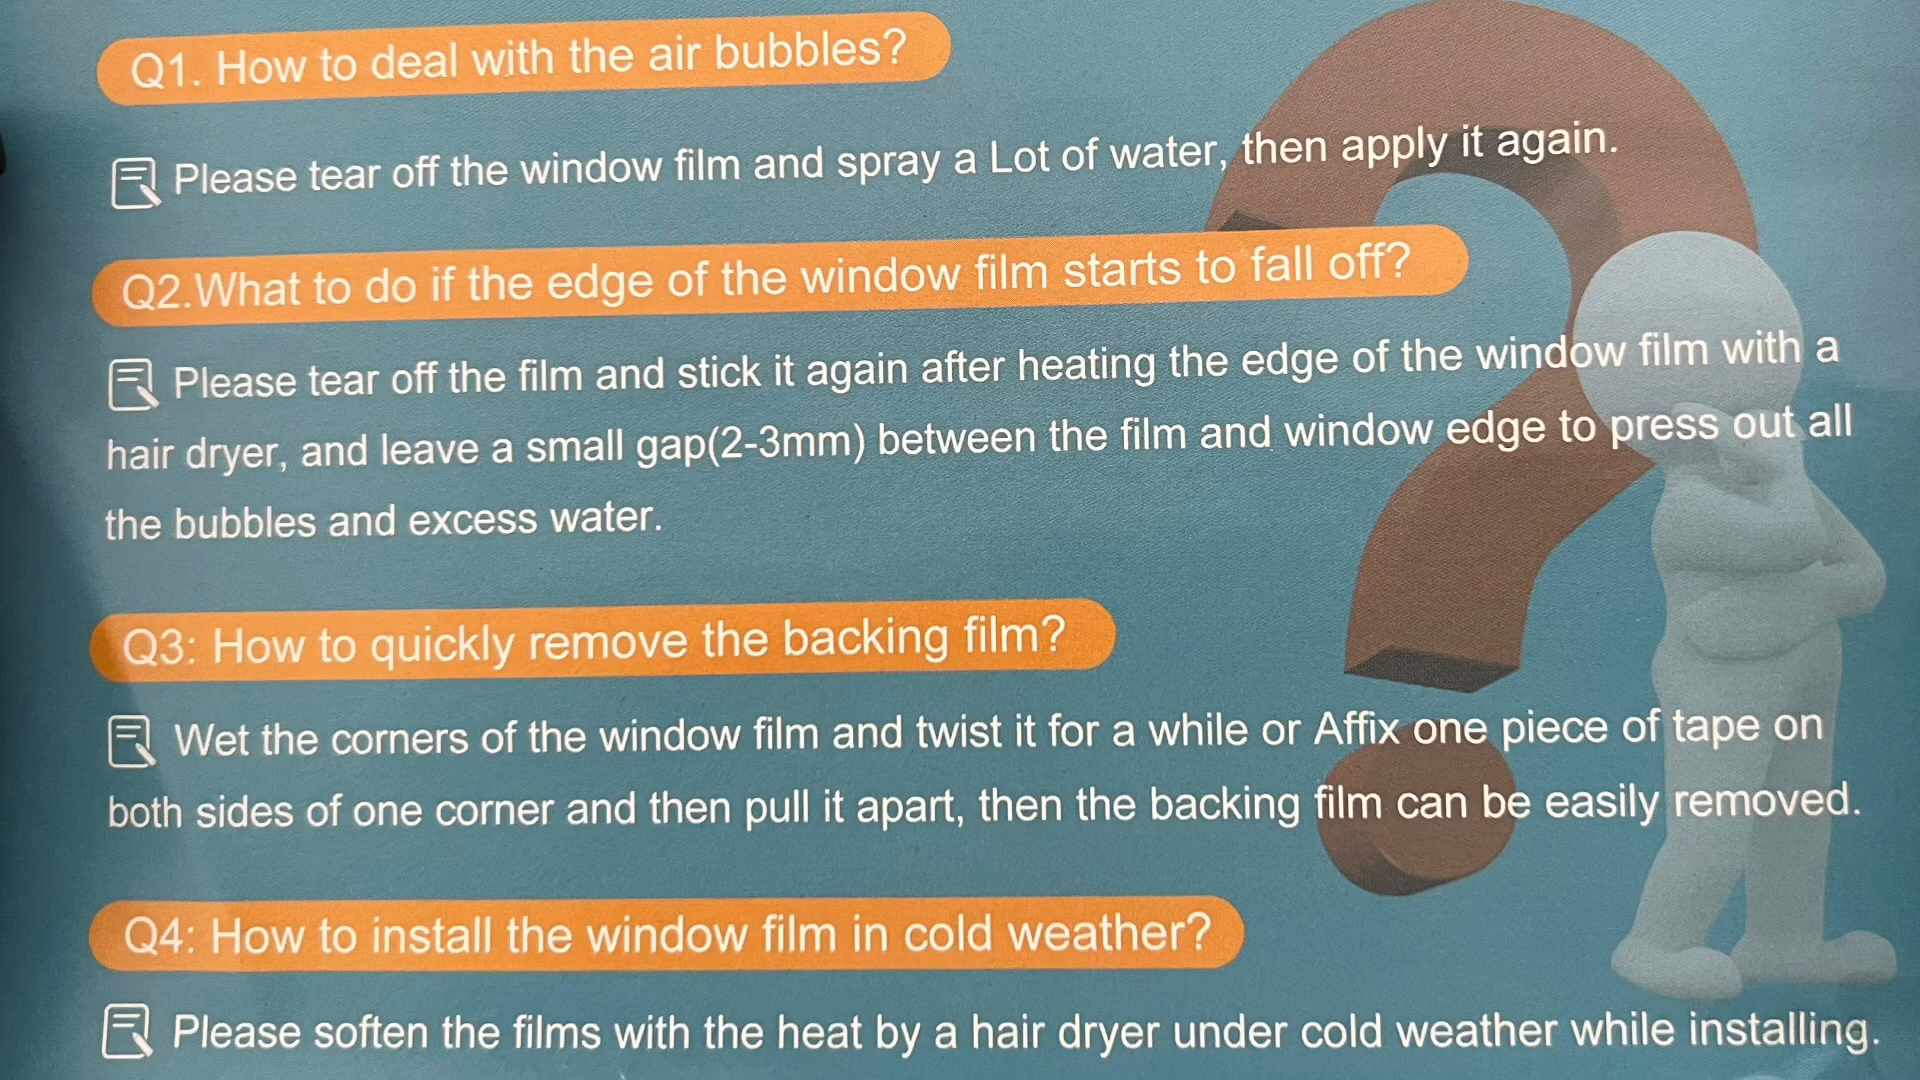 Q1. How to deal with the air bubbles?
Please tear off the window film and spray a Lot of water, then apply it again.
Q2.What to do if the edge of the window film starts to fall off?
Please tear off the film and stick it again after heating the edge of the window film with a
hair dryer, and leave a small gap(2-3mm) between the film and window edge to press out all
the bubbles and excess water.
Q3: How to quickly remove the backing film?
Wet the corners of the window film and twist it for a while or Affix one piece of tape on
both sides of one corner and then pull it apart, then the backing film can be easily removed.
Q4: How to install the window film in cold weather?
Please soften the films with the heat by a hair dryer under cold weather while installing.